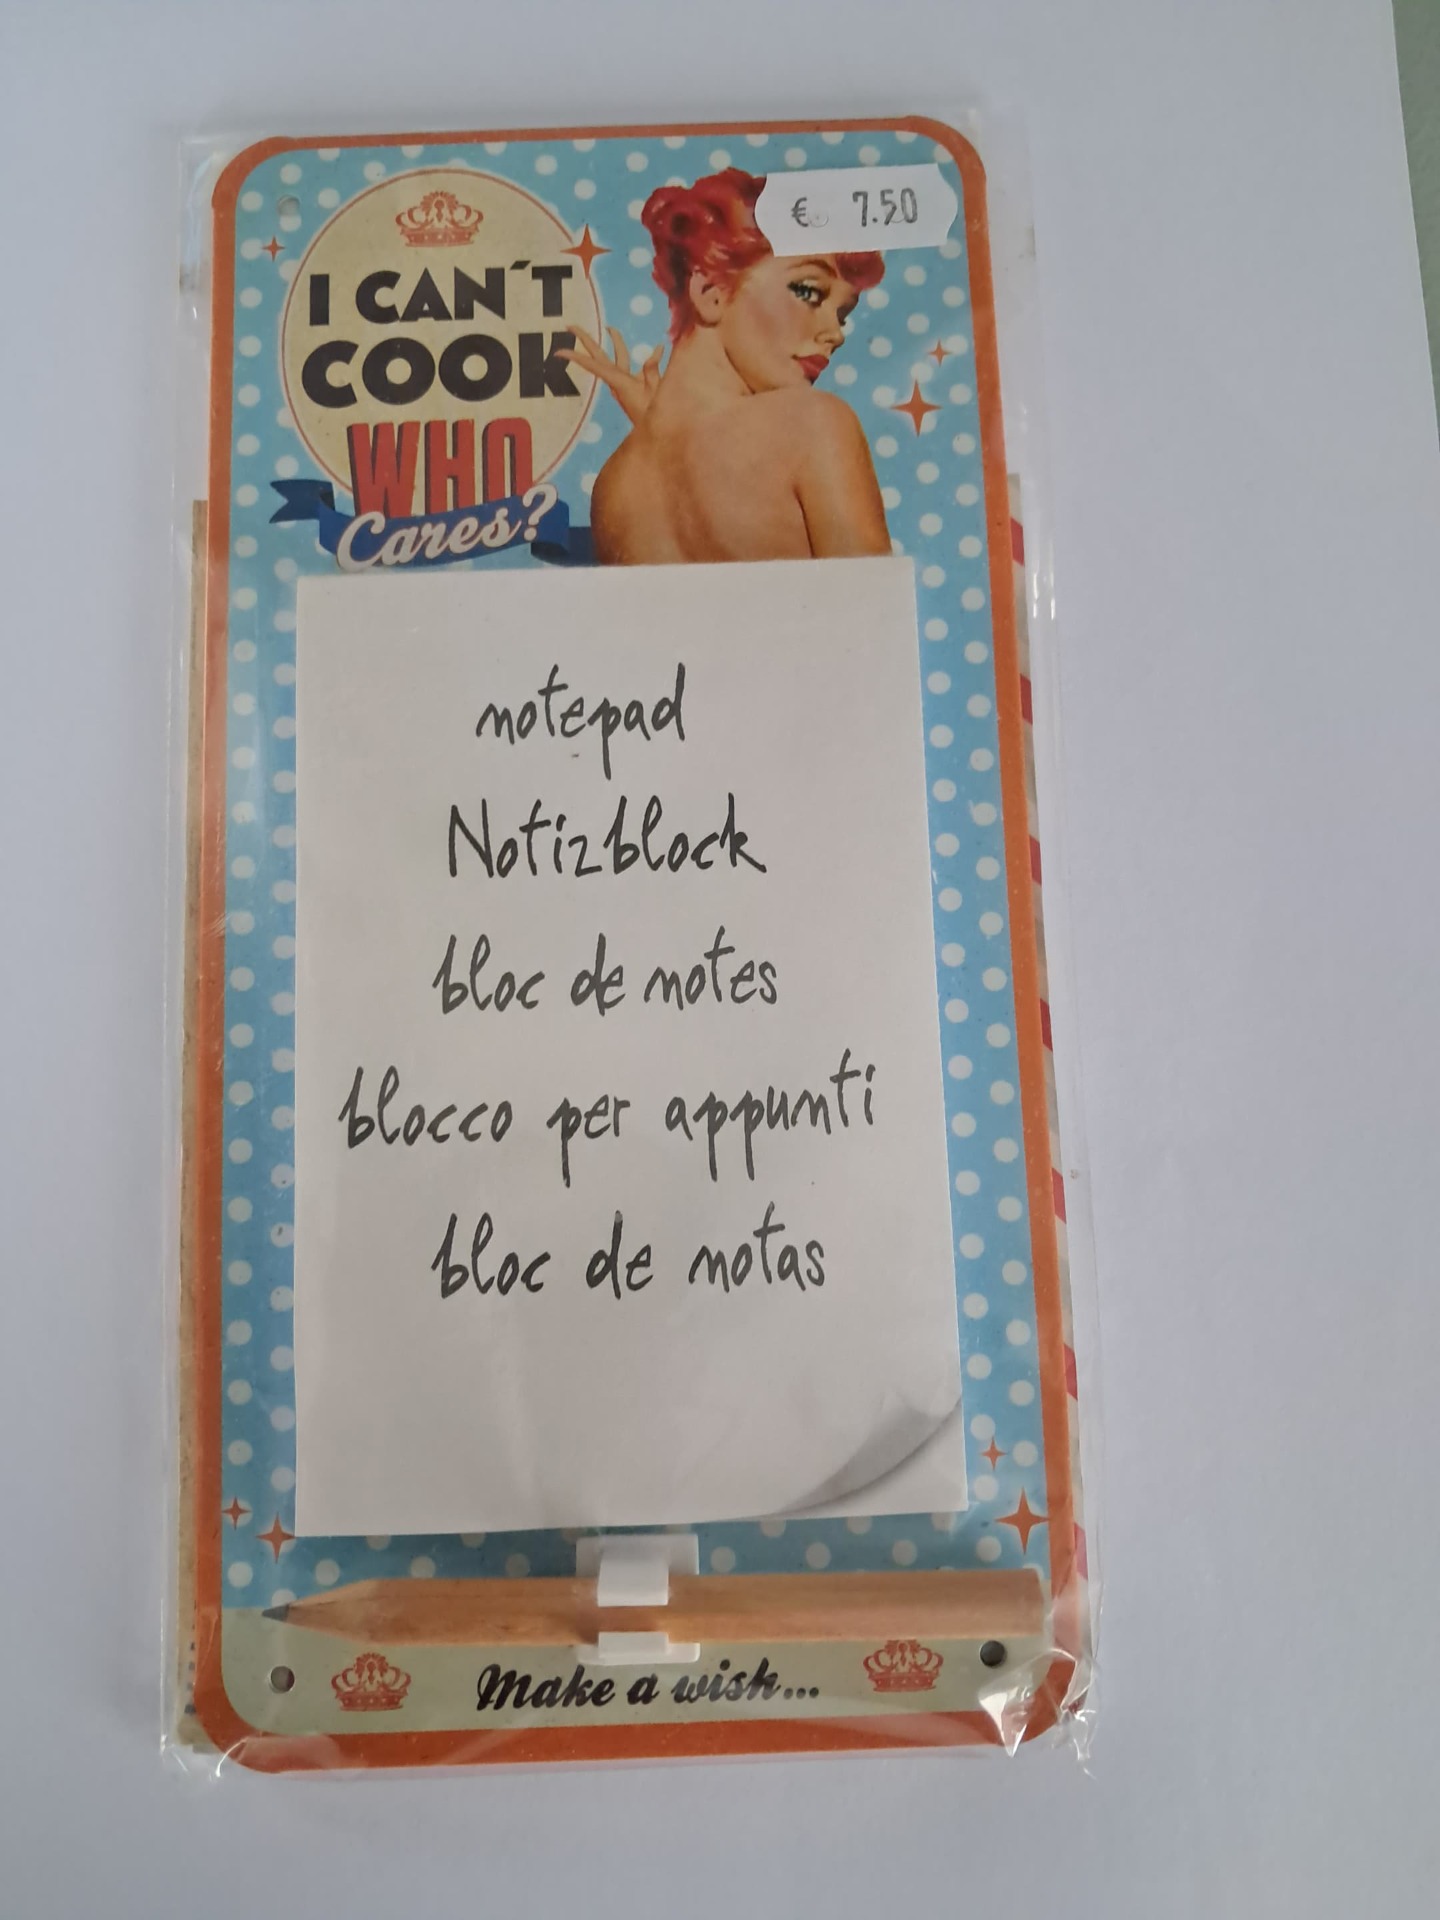 € 7.50
I CAN´T
COOK
WHO
Cares?
notepad
Notizblock
bloc de notes
blocco per appunti
bloc de notas
Make a wish...